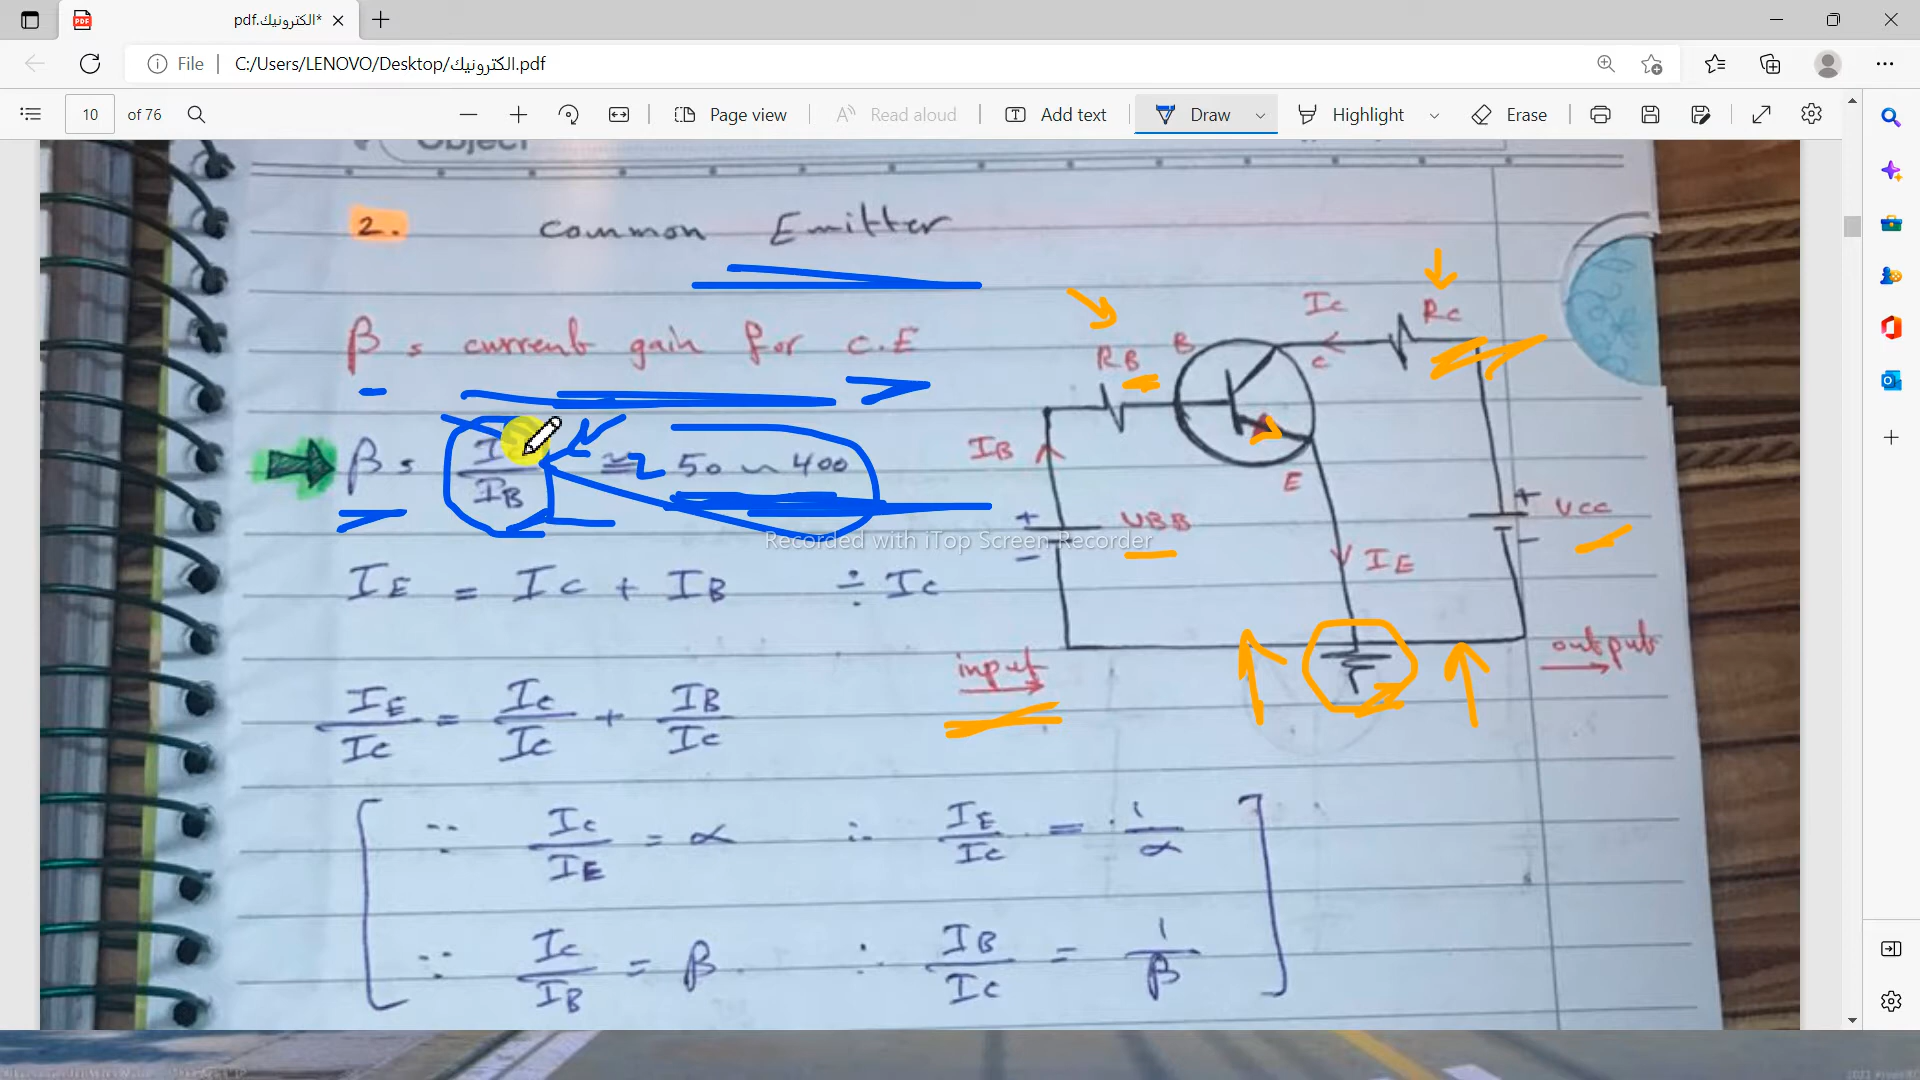 الكترونيك.pdf*
File C:/Users/LENOVO/Desktop/الكترونيك.pdf
10 of 76 Page view Read aloud Add text Draw Highlight Erase
Object
2. Common Emitter
β = current gain for C.E
β = IC/IB ≅ 50 ~ 400
Recorded with iTop Screen Recorder
IE = IC + IB ÷ IC
IE/IC = IC/IC + IB/IC
∵ IC/IE = α ∴ IE/IC = 1/α
∵ IC/IB = β ∴ IB/IC = 1/β
IC RC
RB B C
IB E
+ VBB − + VCC −
IE
input output